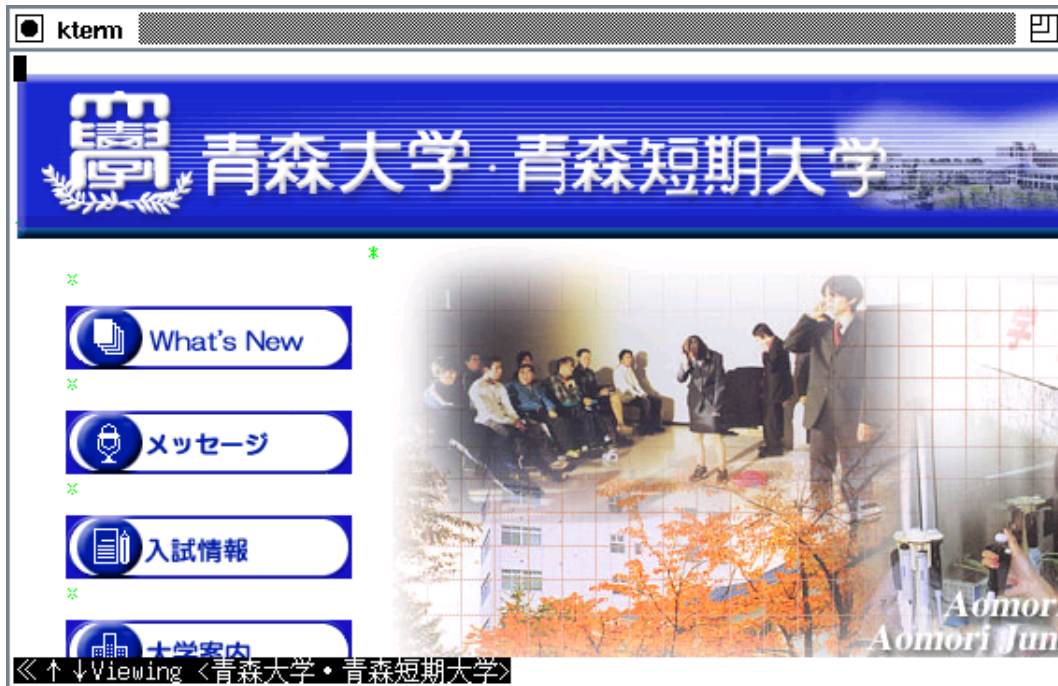 kterm
青森大学・青森短期大学
What's New
メッセージ
入試情報
大学案内
Aomor
Aomori Jun
≪↑↓Viewing <青森大学・青森短期大学>